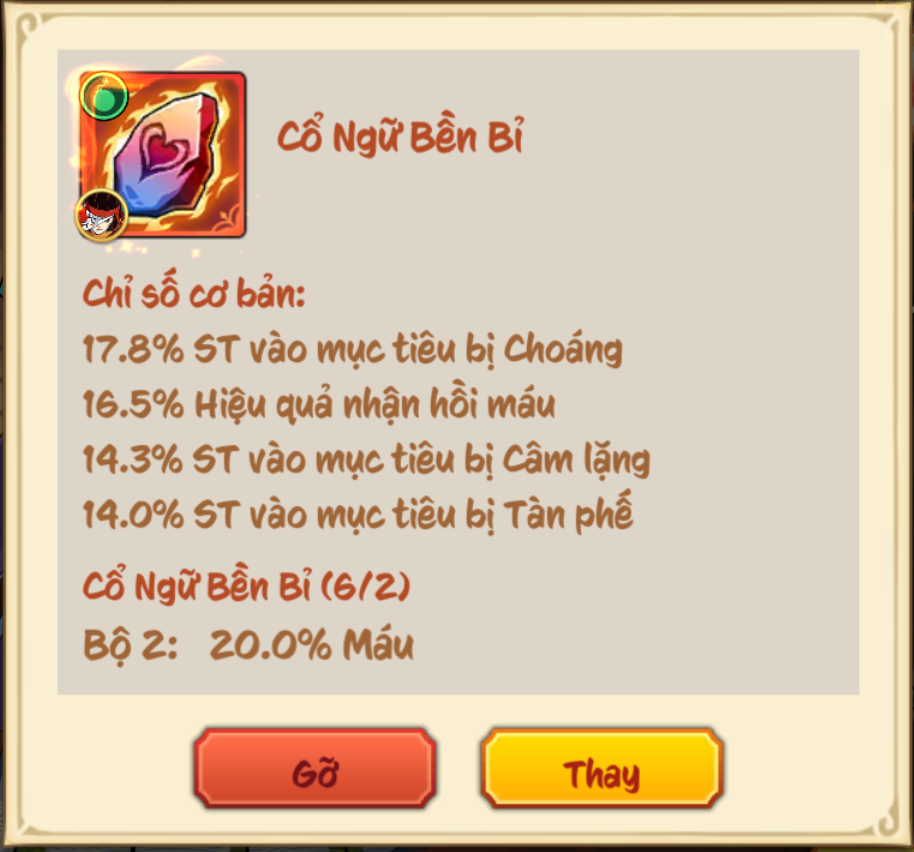 Cổ Ngữ Bền Bỉ
Chỉ số cơ bản:
17.8% ST vào mục tiêu bị Choáng
16.5% Hiệu quả nhận hồi máu
14.3% ST vào mục tiêu bị Câm lặng
14.0% ST vào mục tiêu bị Tàn phế
Cổ Ngữ Bền Bỉ (6/2)
Bộ 2: 20.0% Máu
Gỡ
Thay